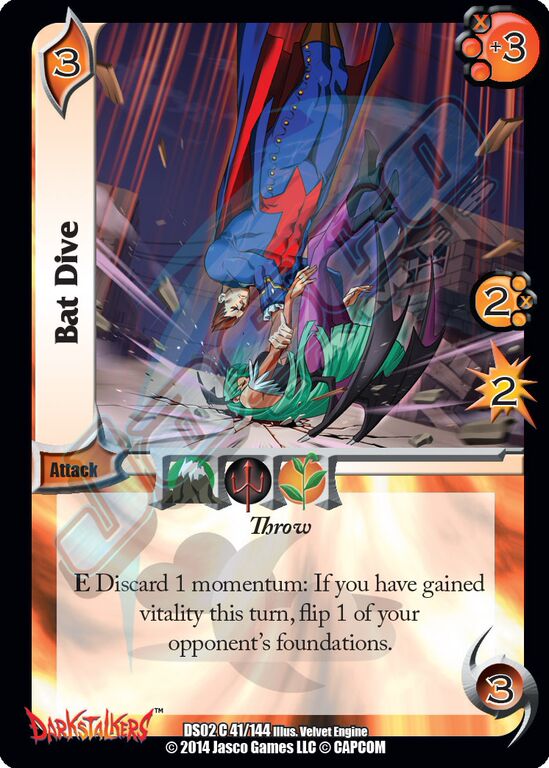 3
X
+3
Bat Dive
2
X
2
Attack
Throw
E Discard 1 momentum: If you have gained
vitality this turn, flip 1 of your
opponent's foundations.
3
DARKSTALKERS™
DS02 C 41/144 Illus. Velvet Engine
© 2014 Jasco Games LLC © CAPCOM